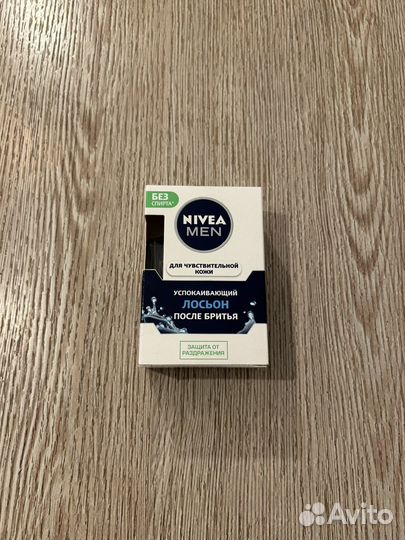 БЕЗ
СПИРТА*
NIVEA
MEN
ДЛЯ ЧУВСТВИТЕЛЬНОЙ
КОЖИ
УСПОКАИВАЮЩИЙ
ЛОСЬОН
ПОСЛЕ БРИТЬЯ
ЗАЩИТА ОТ
РАЗДРАЖЕНИЯ
Avito